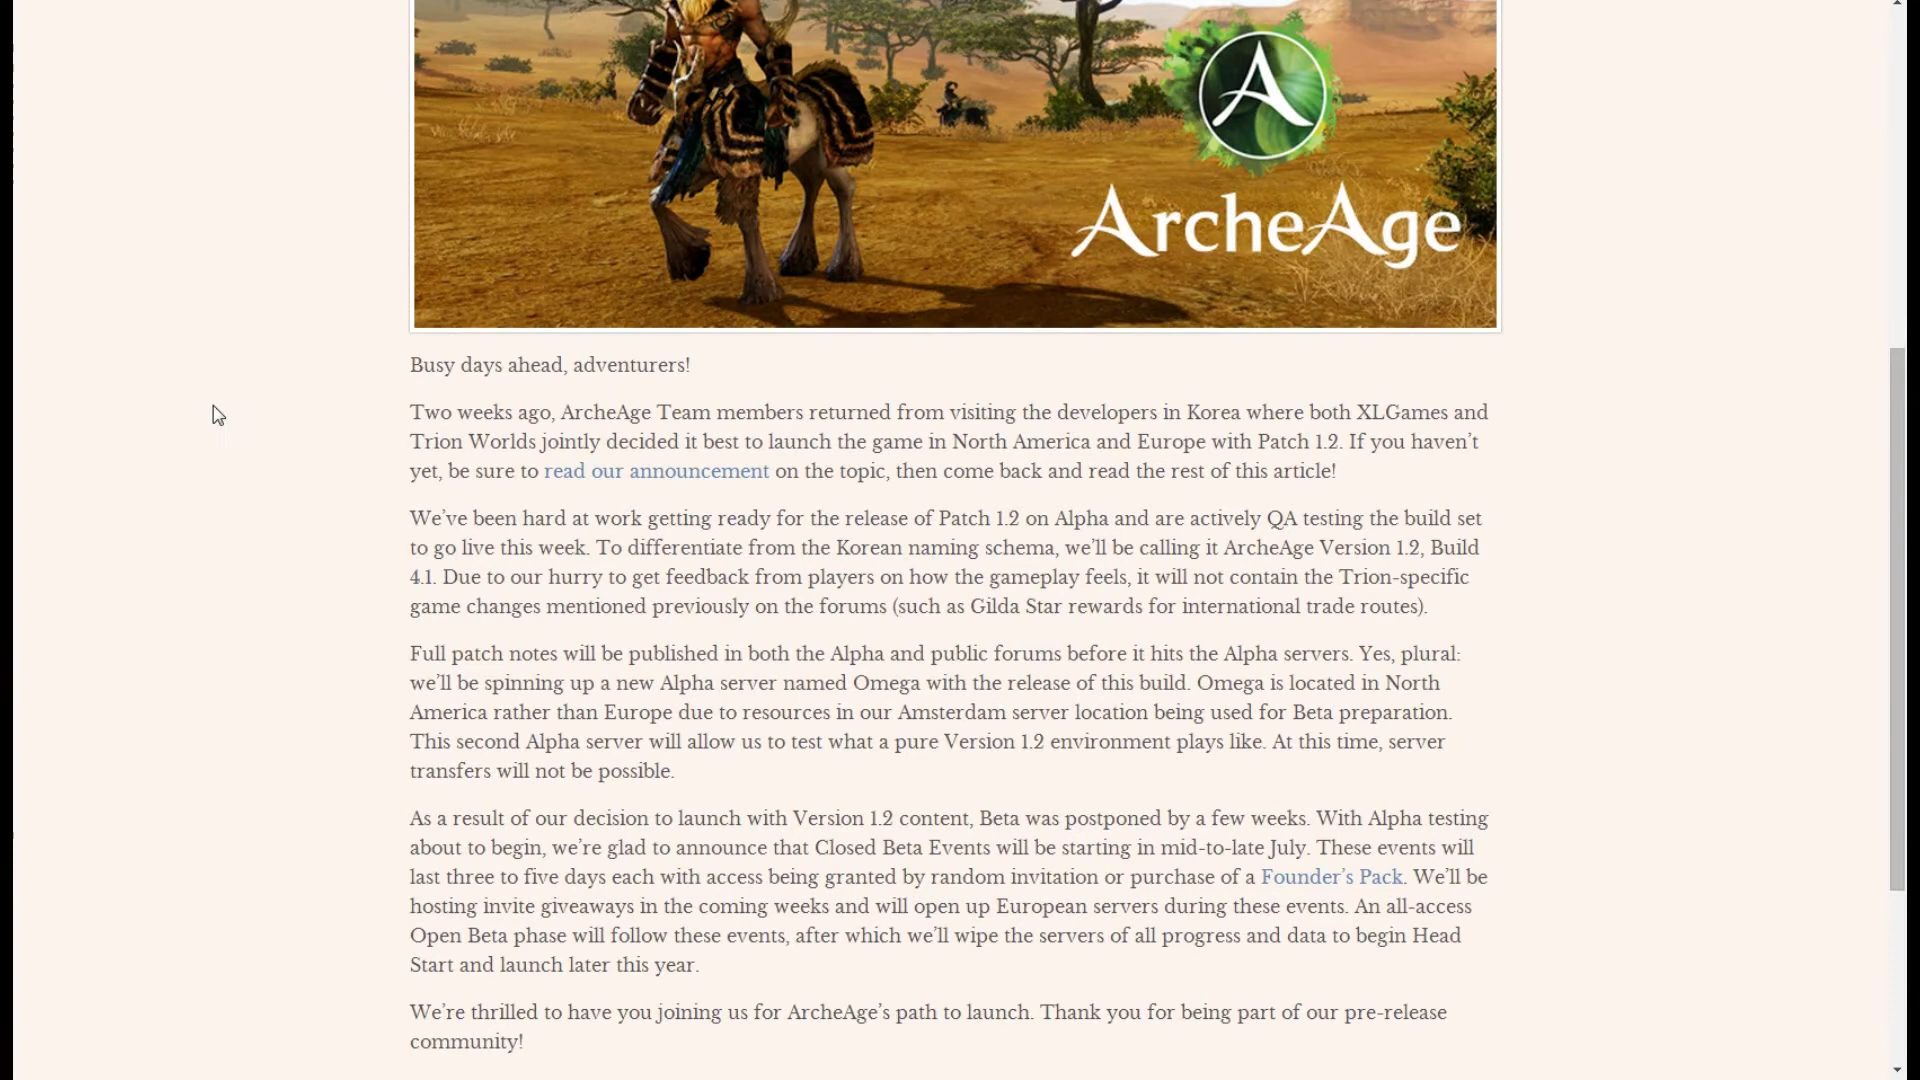 A
ArcheAge
Busy days ahead, adventurers!
Two weeks ago, ArcheAge Team members returned from visiting the developers in Korea where both XLGames and
Trion Worlds jointly decided it best to launch the game in North America and Europe with Patch 1.2. If you haven’t
yet, be sure to read our announcement on the topic, then come back and read the rest of this article!
We’ve been hard at work getting ready for the release of Patch 1.2 on Alpha and are actively QA testing the build set
to go live this week. To differentiate from the Korean naming schema, we’ll be calling it ArcheAge Version 1.2, Build
4.1. Due to our hurry to get feedback from players on how the gameplay feels, it will not contain the Trion-specific
game changes mentioned previously on the forums (such as Gilda Star rewards for international trade routes).
Full patch notes will be published in both the Alpha and public forums before it hits the Alpha servers. Yes, plural:
we’ll be spinning up a new Alpha server named Omega with the release of this build. Omega is located in North
America rather than Europe due to resources in our Amsterdam server location being used for Beta preparation.
This second Alpha server will allow us to test what a pure Version 1.2 environment plays like. At this time, server
transfers will not be possible.
As a result of our decision to launch with Version 1.2 content, Beta was postponed by a few weeks. With Alpha testing
about to begin, we’re glad to announce that Closed Beta Events will be starting in mid-to-late July. These events will
last three to five days each with access being granted by random invitation or purchase of a Founder’s Pack. We’ll be
hosting invite giveaways in the coming weeks and will open up European servers during these events. An all-access
Open Beta phase will follow these events, after which we’ll wipe the servers of all progress and data to begin Head
Start and launch later this year.
We’re thrilled to have you joining us for ArcheAge’s path to launch. Thank you for being part of our pre-release
community!